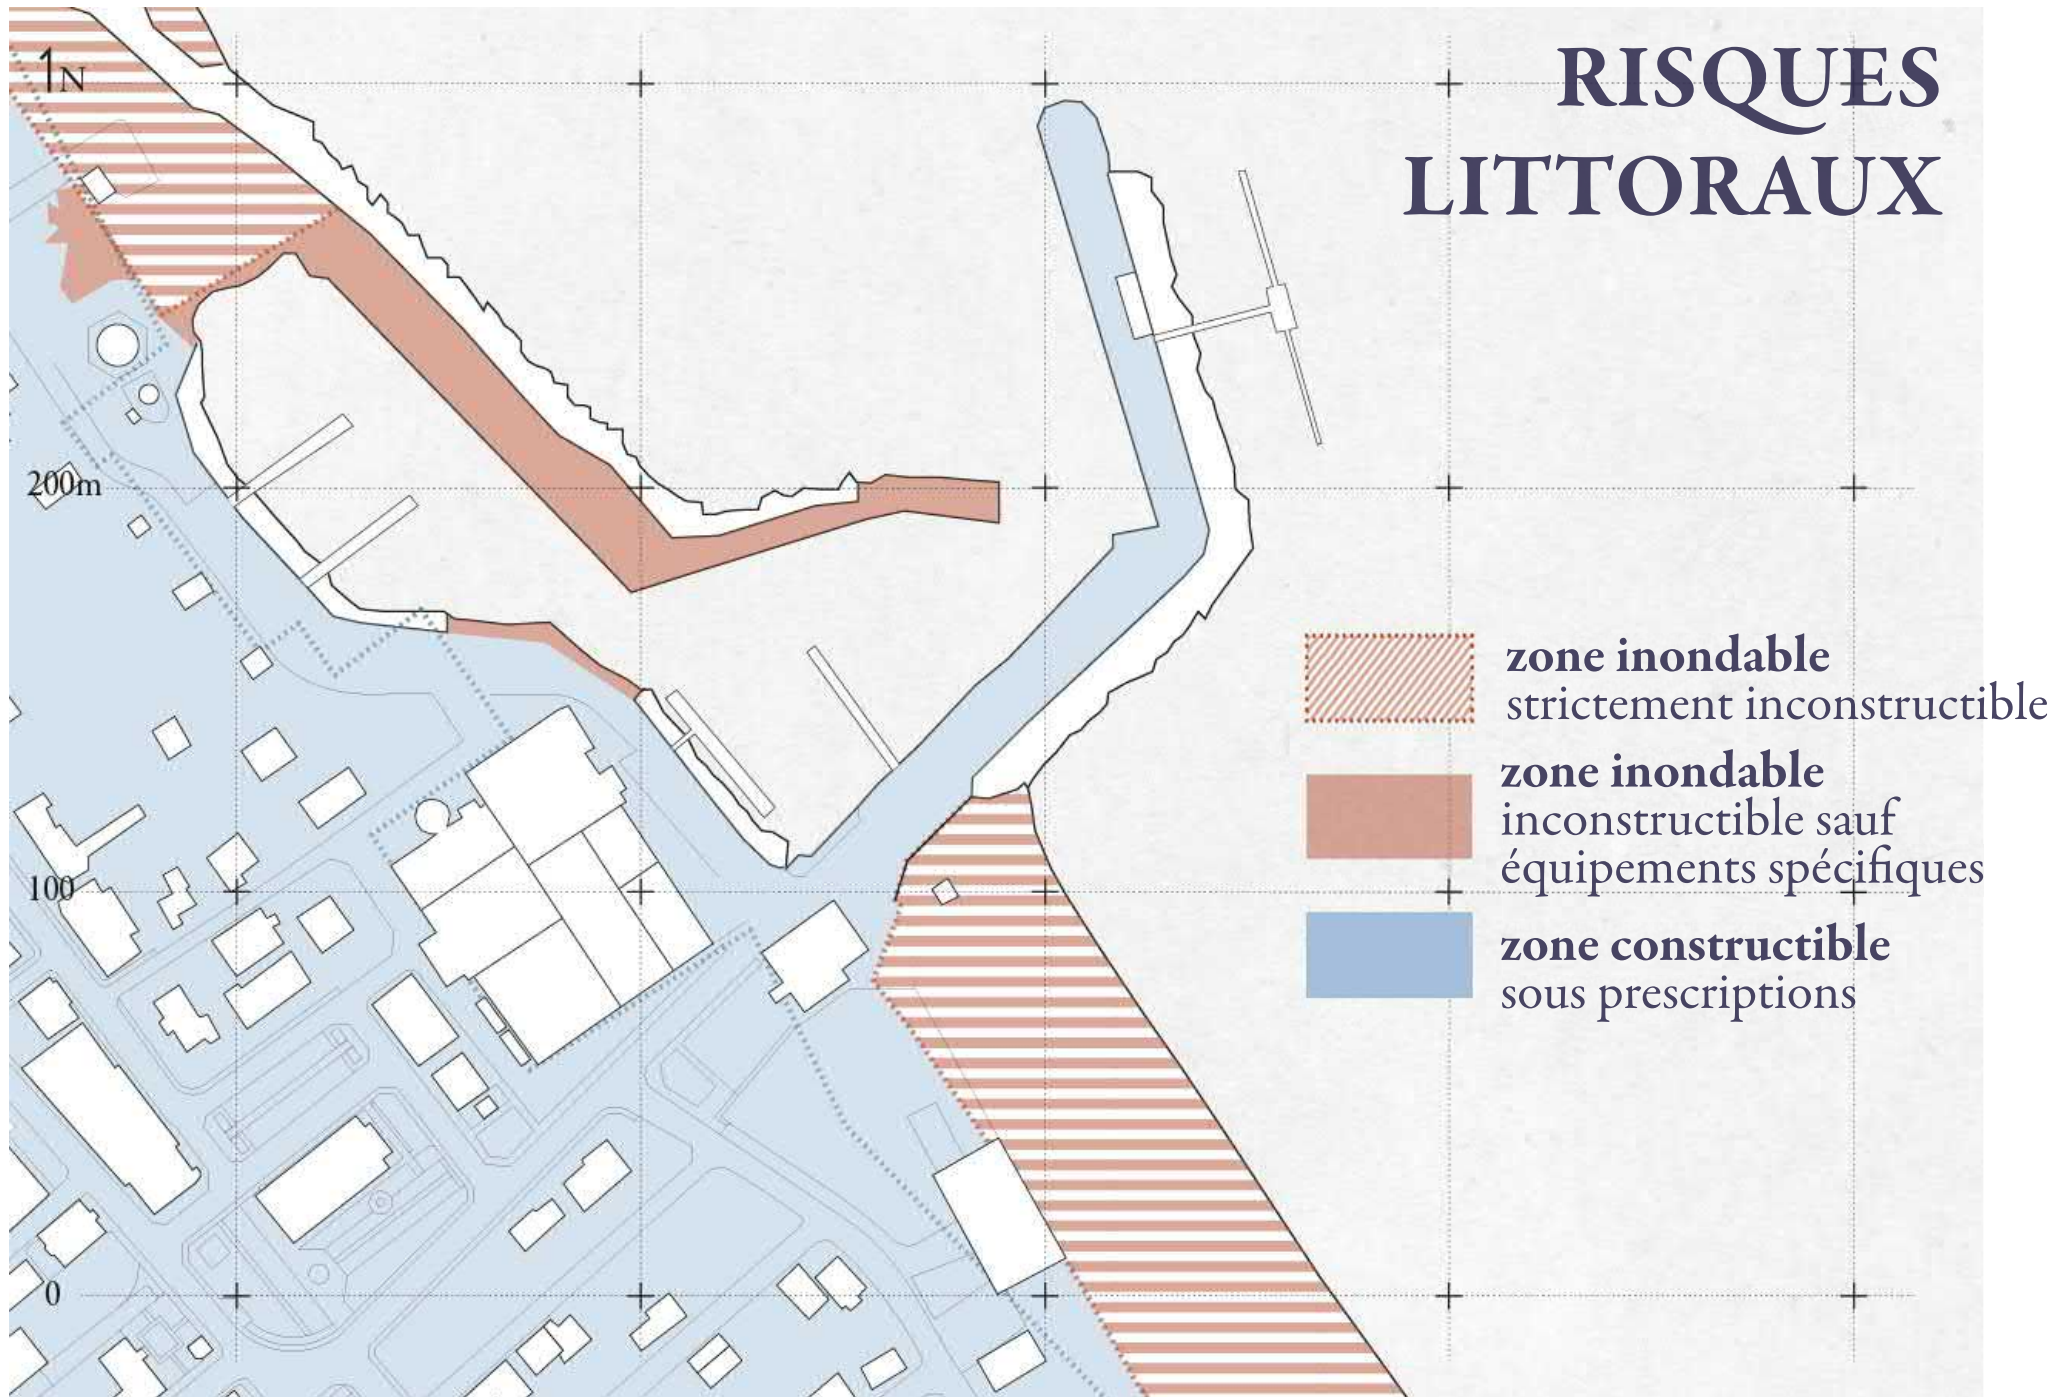 RISQUES
LITTORAUX
N
200m
100
0
zone inondable
strictement inconstructible
zone inondable
inconstructible sauf
équipements spécifiques
zone constructible
sous prescriptions